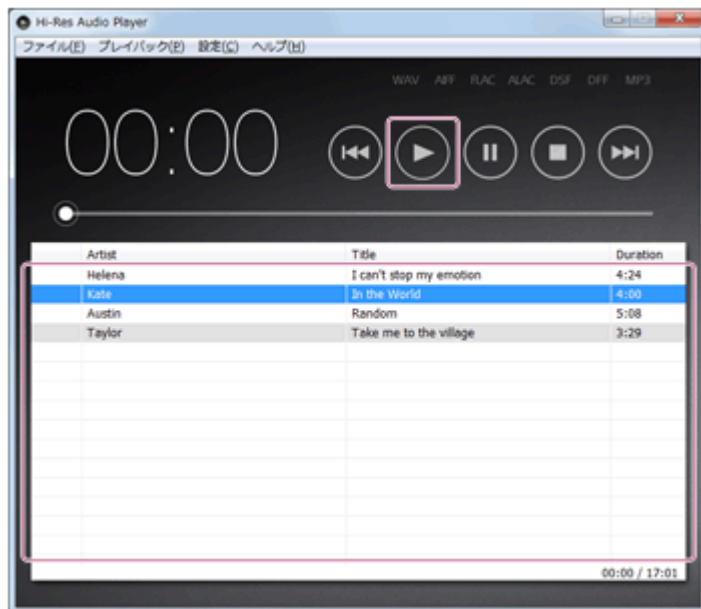 Hi-Res Audio Player
ファイル(F) プレイバック(P) 設定(C) ヘルプ(H)
WAV AIFF FLAC ALAC DSF DFF MP3
00:00
Artist Title Duration
Helena I can't stop my emotion 4:24
Kate In the World 4:00
Austin Random 5:08
Taylor Take me to the village 3:29
00:00 / 17:01